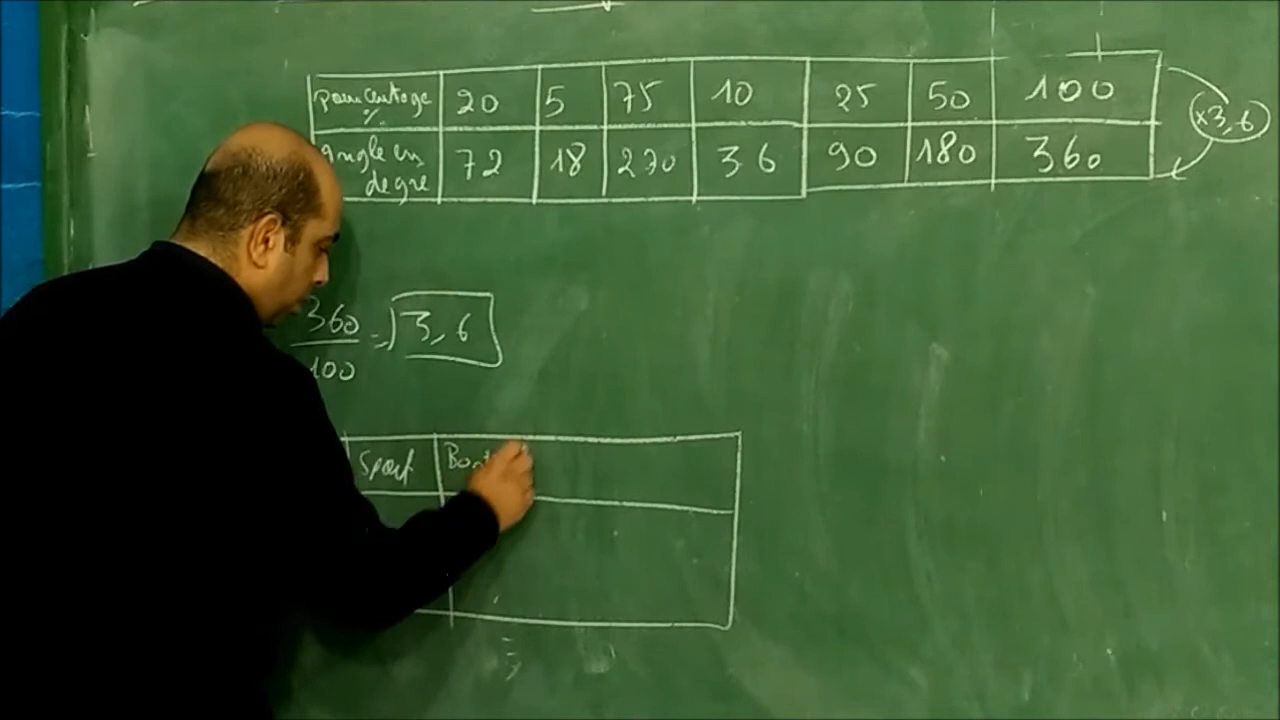 pourcentage % 20 5 75 10 25 50 100
angle en degré 72 18 270 36 90 180 360
×3,6
360/100 = 3,6
Sport